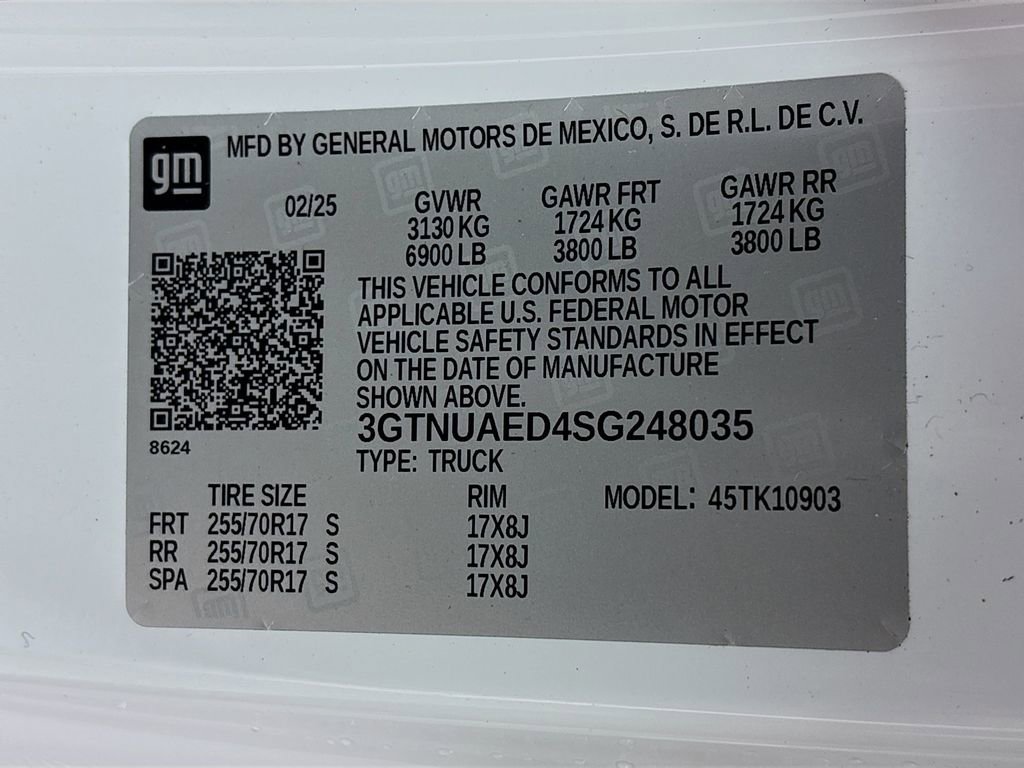 gm
MFD BY GENERAL MOTORS DE MEXICO, S. DE R.L. DE C.V.
02/25 GVWR GAWR FRT GAWR RR
3130 KG 1724 KG 1724 KG
6900 LB 3800 LB 3800 LB
THIS VEHICLE CONFORMS TO ALL
APPLICABLE U.S. FEDERAL MOTOR
VEHICLE SAFETY STANDARDS IN EFFECT
ON THE DATE OF MANUFACTURE
SHOWN ABOVE.
3GTNUAED4SG248035
8624
TYPE: TRUCK
TIRE SIZE RIM MODEL: 45TK10903
FRT 255/70R17 S 17X8J
RR 255/70R17 S 17X8J
SPA 255/70R17 S 17X8J